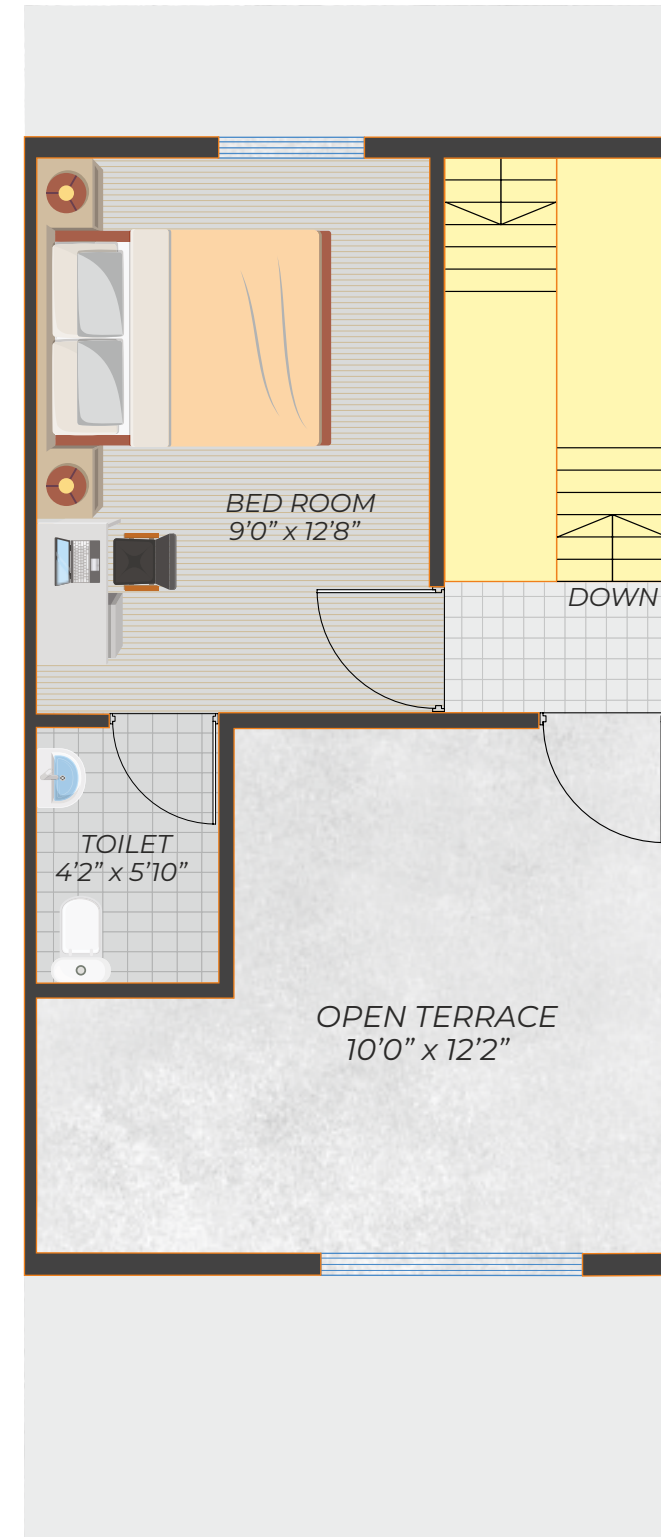 BED ROOM
9’0” x 12’8”
DOWN
TOILET
4’2” x 5’10”
OPEN TERRACE
10’0” x 12’2”